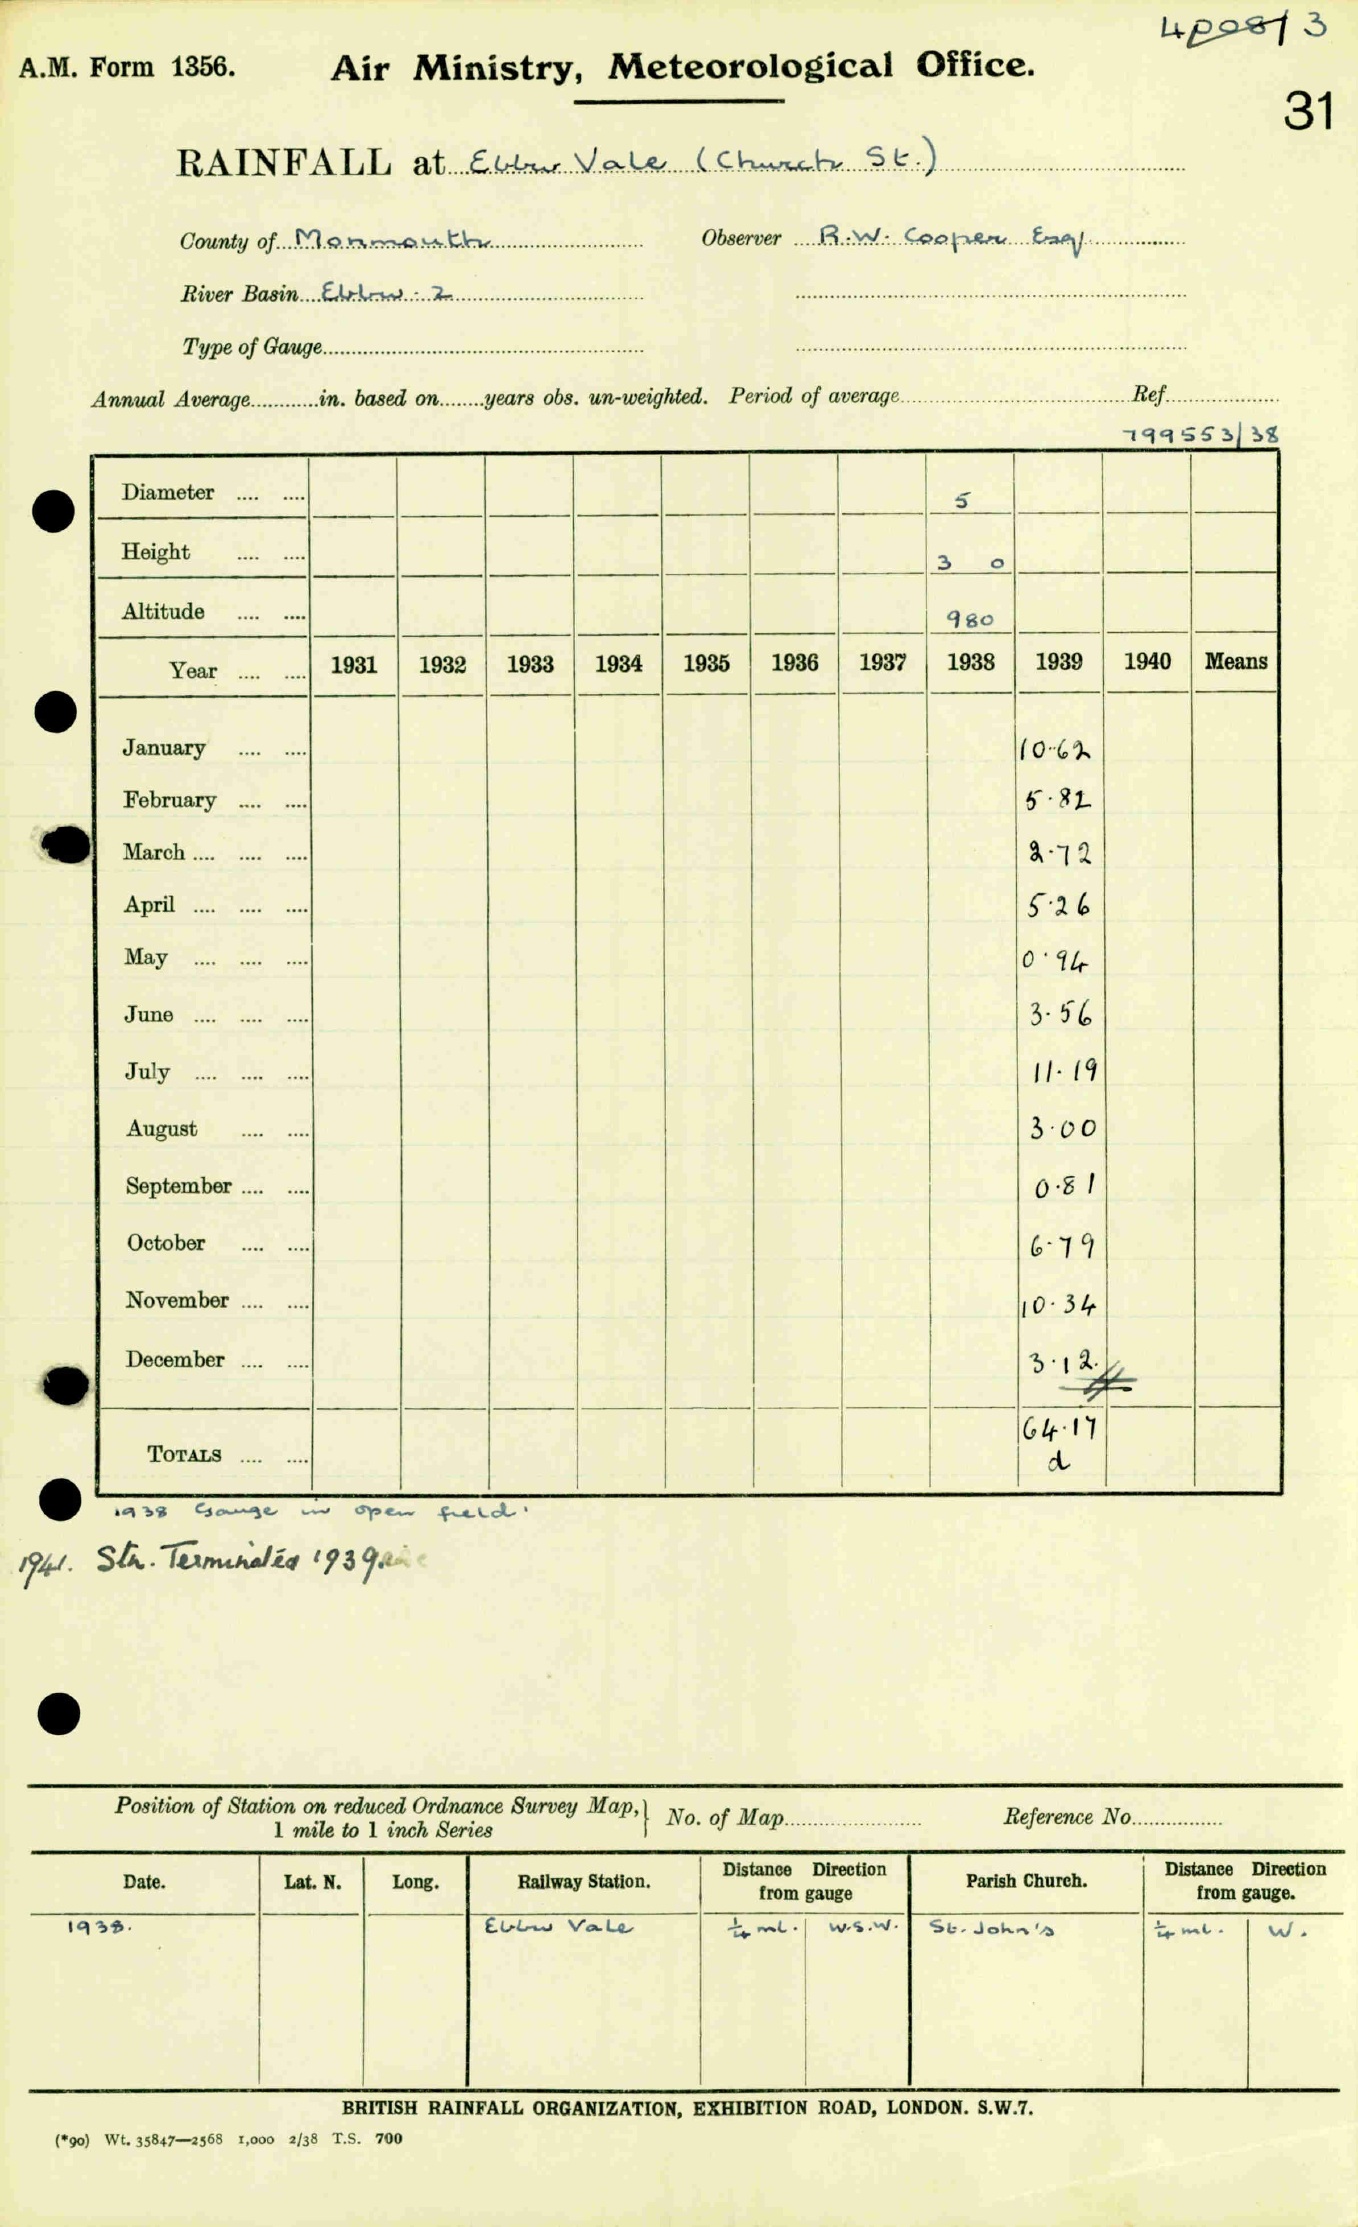 4008/3
A.M. Form 1356. Air Ministry, Meteorological Office.
31
RAINFALL at Ebbw Vale (Church St.)
County of Monmouth Observer R.W. Cooper Esq.
River Basin Ebbw. 2
Type of Gauge
Annual Average in. based on years obs. un-weighted. Period of average Ref.
799553/38
Diameter .... .... 5
Height .... .... 3 0
Altitude .... .... 980
Year .... .... 1931 1932 1933 1934 1935 1936 1937 1938 1939 1940 Means
January .... .... 10.62
February .... .... 5.82
March .... .... .... 2.72
April .... .... .... 5.26
May .... .... .... 0.94
June .... .... .... 3.56
July .... .... .... 11.19
August .... .... 3.00
September .... .... 0.81
October .... .... 6.79
November .... .... 10.34
December .... .... 3.12
TOTALS .... .... 64.17
d
1938 Gauge in open field.
1941. Stn. Terminated 1939.
Position of Station on reduced Ordnance Survey Map, } No. of Map Reference No.
1 mile to 1 inch Series
Date. Lat. N. Long. Railway Station. Distance Direction from gauge Parish Church. Distance Direction from gauge.
1938. Ebbw Vale ¼ ml. W.S.W. St. John's ¼ ml. W.
BRITISH RAINFALL ORGANIZATION, EXHIBITION ROAD, LONDON. S.W.7.
(*90) Wt. 35847—2568 1,000 2/38 T.S. 700